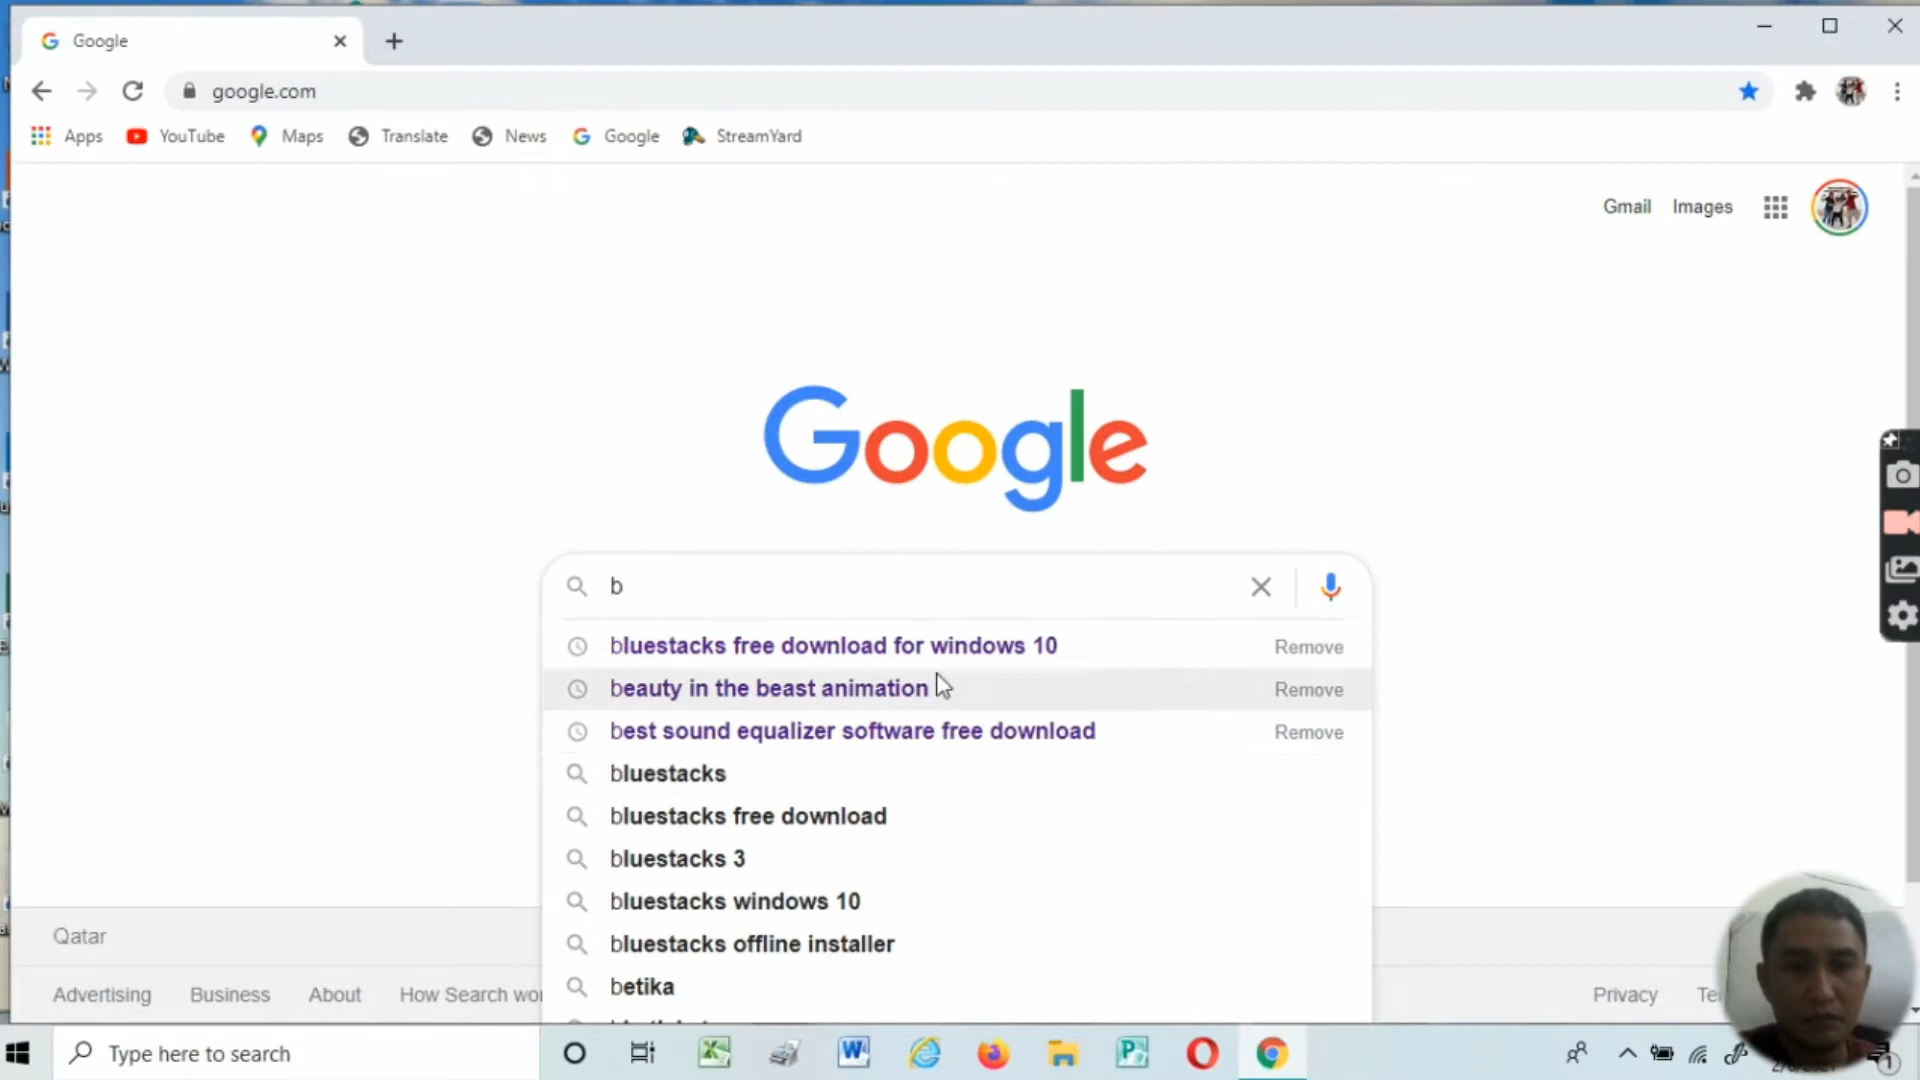 Google
google.com
Apps YouTube Maps Translate News Google StreamYard
Gmail Images
Google
b
bluestacks free download for windows 10 Remove
beauty in the beast animation Remove
best sound equalizer software free download Remove
bluestacks
bluestacks free download
bluestacks 3
bluestacks windows 10
bluestacks offline installer
betika
Qatar
Advertising Business About How Search Privacy
Type here to search
1